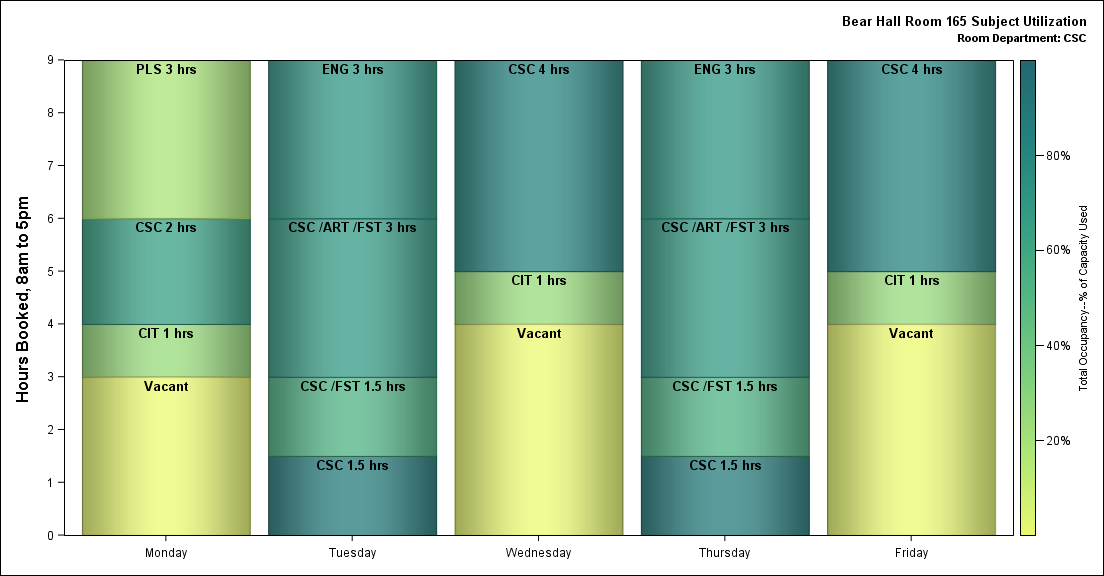 Bear Hall Room 165 Subject Utilization
Room Department: CSC
Hours Booked, 8am to 5pm
9
8
7
6
5
4
3
2
1
0
PLS 3 hrs
CSC 2 hrs
CIT 1 hrs
Vacant
ENG 3 hrs
CSC /ART /FST 3 hrs
CSC /FST 1.5 hrs
CSC 1.5 hrs
CSC 4 hrs
CIT 1 hrs
Vacant
ENG 3 hrs
CSC /ART /FST 3 hrs
CSC /FST 1.5 hrs
CSC 1.5 hrs
CSC 4 hrs
CIT 1 hrs
Vacant
Monday
Tuesday
Wednesday
Thursday
Friday
80%
60%
40%
20%
Total Occupancy--% of Capacity Used